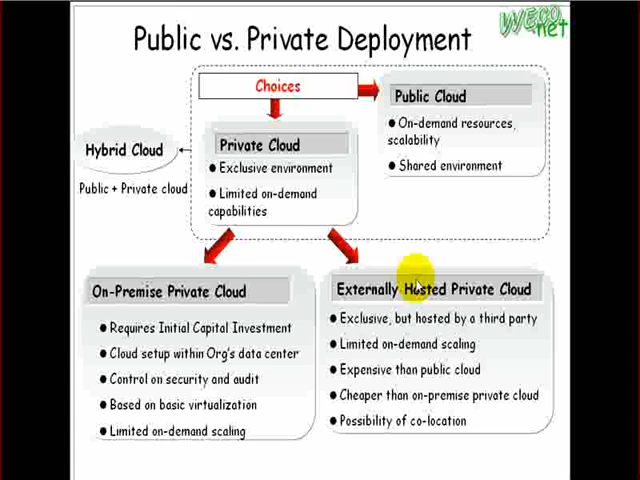 WECO
.net
Public vs. Private Deployment
Choices
Public Cloud
On-demand resources,
scalability
Shared environment
Private Cloud
Exclusive environment
Limited on-demand
capabilities
Hybrid Cloud
Public + Private cloud
On-Premise Private Cloud
Requires Initial Capital Investment
Cloud setup within Org's data center
Control on security and audit
Based on basic virtualization
Limited on-demand scaling
Externally Hosted Private Cloud
Exclusive, but hosted by a third party
Limited on-demand scaling
Expensive than public cloud
Cheaper than on-premise private cloud
Possibility of co-location